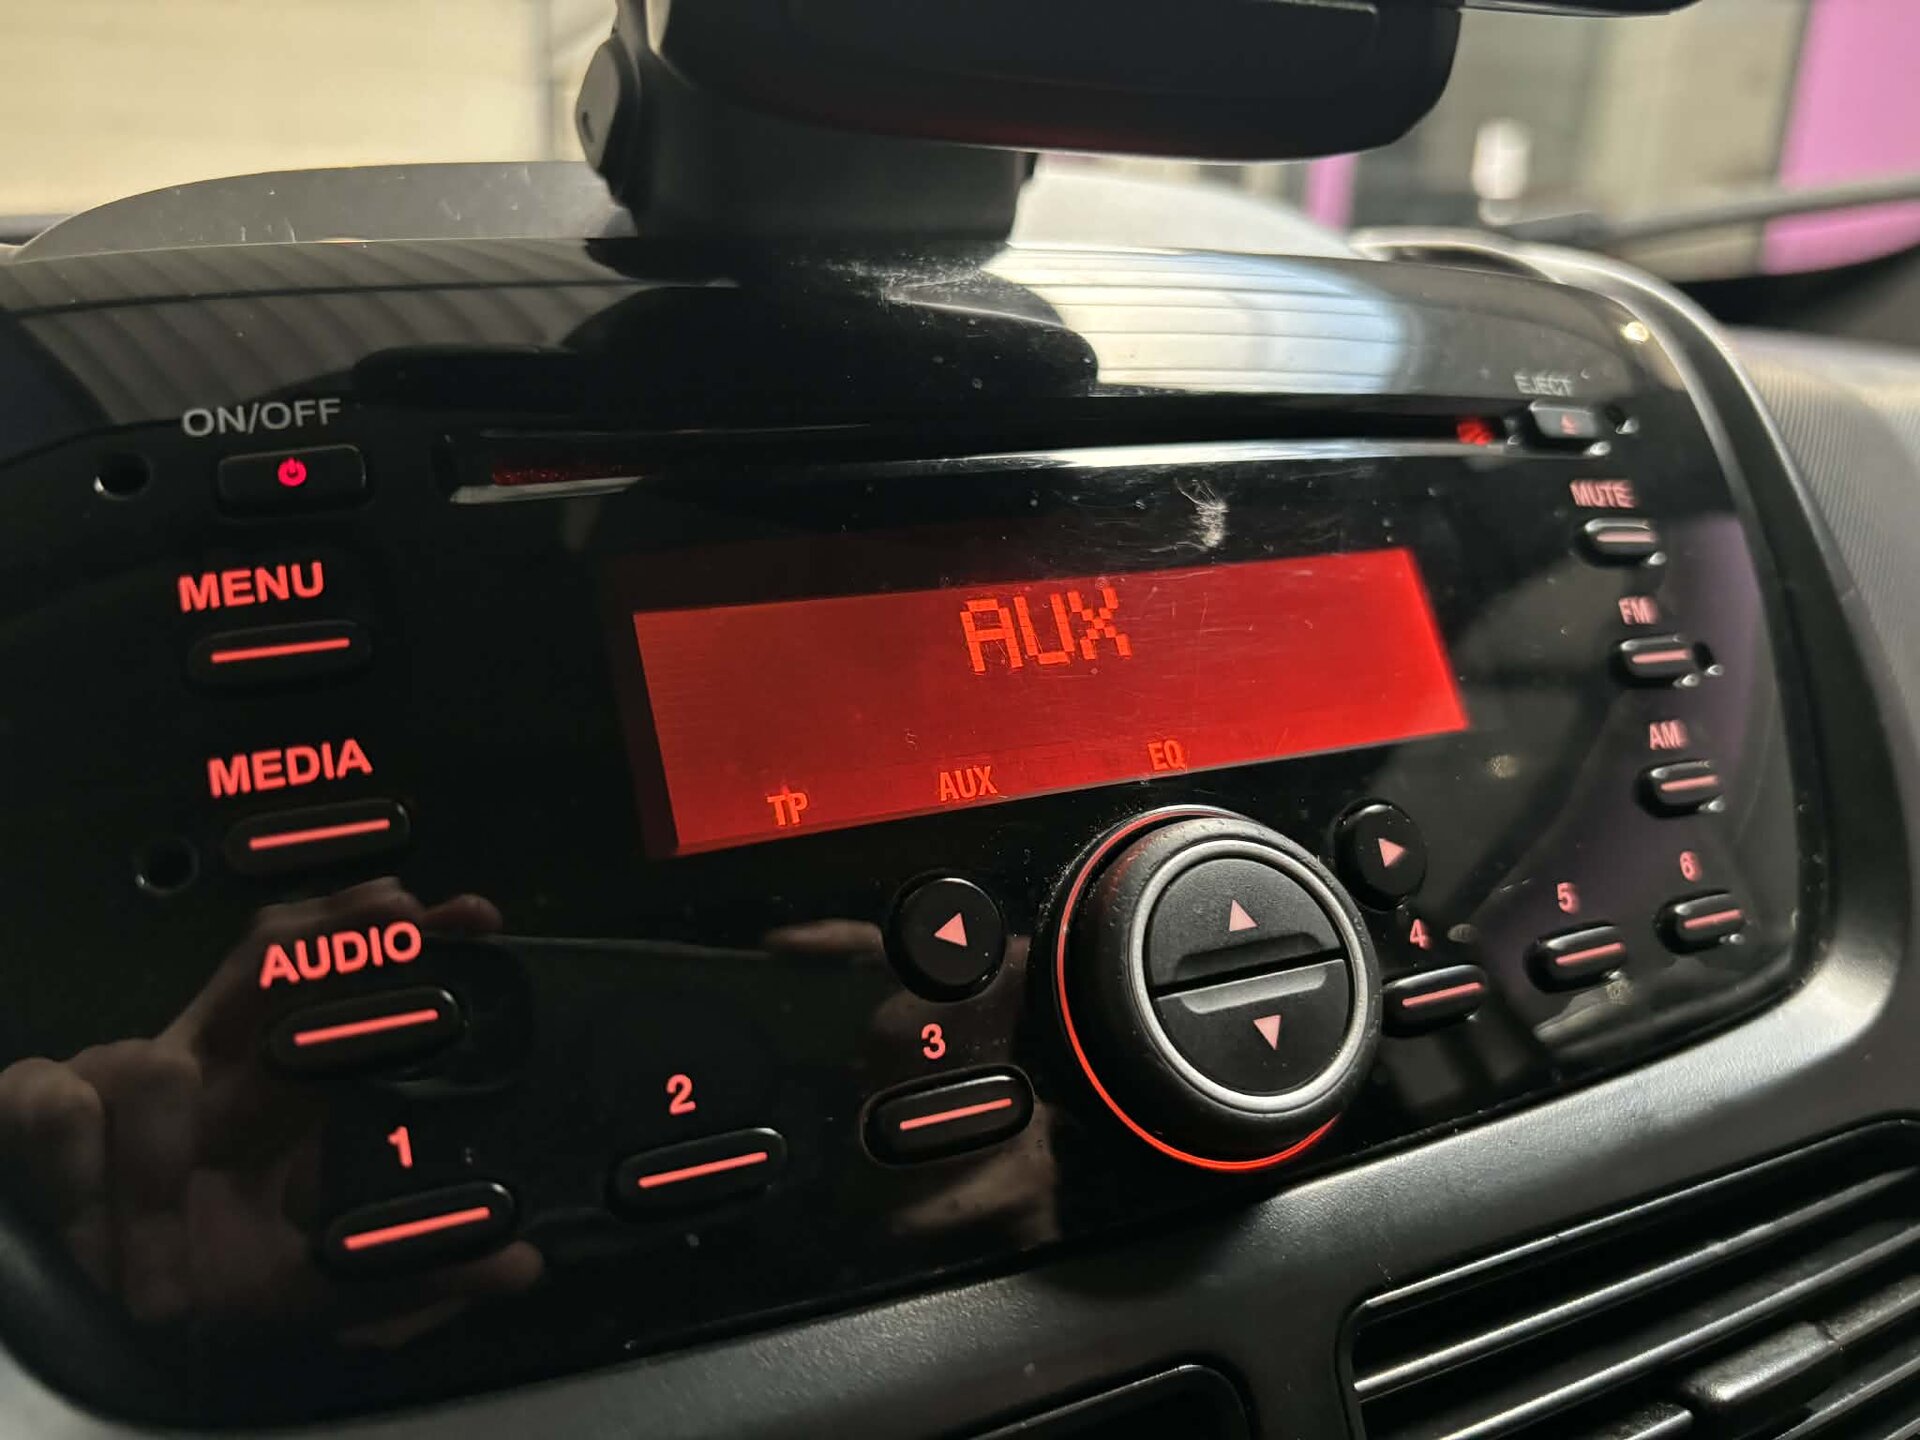 ON/OFF
EJECT
MENU
MUTE
AUX
FM
MEDIA
AM
TP AUX EQ
AUDIO
1
2
3
4
5
6